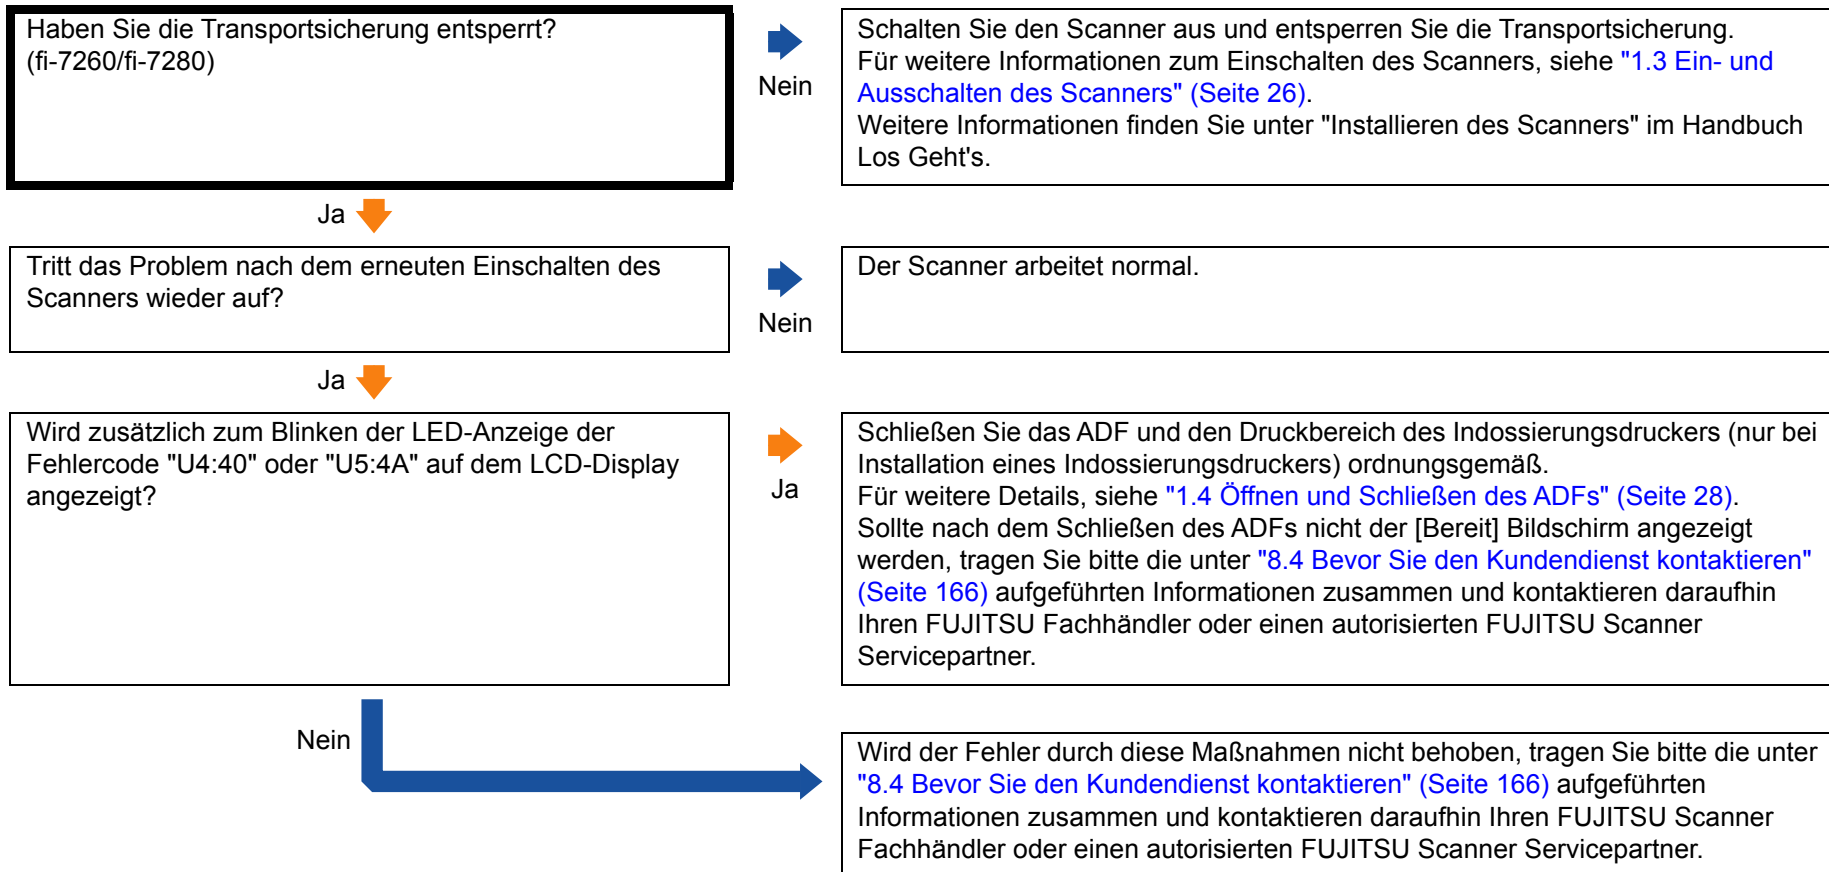 Haben Sie die Transportsicherung entsperrt?
(fi-7260/fi-7280)
Nein
Schalten Sie den Scanner aus und entsperren Sie die Transportsicherung.
Für weitere Informationen zum Einschalten des Scanners, siehe "1.3 Ein- und
Ausschalten des Scanners" (Seite 26).
Weitere Informationen finden Sie unter "Installieren des Scanners" im Handbuch
Los Geht's.
Ja
Tritt das Problem nach dem erneuten Einschalten des
Scanners wieder auf?
Nein
Der Scanner arbeitet normal.
Ja
Wird zusätzlich zum Blinken der LED-Anzeige der
Fehlercode "U4:40" oder "U5:4A" auf dem LCD-Display
angezeigt?
Ja
Schließen Sie das ADF und den Druckbereich des Indossierungsdruckers (nur bei
Installation eines Indossierungsdruckers) ordnungsgemäß.
Für weitere Details, siehe "1.4 Öffnen und Schließen des ADFs" (Seite 28).
Sollte nach dem Schließen des ADFs nicht der [Bereit] Bildschirm angezeigt
werden, tragen Sie bitte die unter "8.4 Bevor Sie den Kundendienst kontaktieren"
(Seite 166) aufgeführten Informationen zusammen und kontaktieren daraufhin
Ihren FUJITSU Fachhändler oder einen autorisierten FUJITSU Scanner
Servicepartner.
Nein
Wird der Fehler durch diese Maßnahmen nicht behoben, tragen Sie bitte die unter
"8.4 Bevor Sie den Kundendienst kontaktieren" (Seite 166) aufgeführten
Informationen zusammen und kontaktieren daraufhin Ihren FUJITSU Scanner
Fachhändler oder einen autorisierten FUJITSU Scanner Servicepartner.